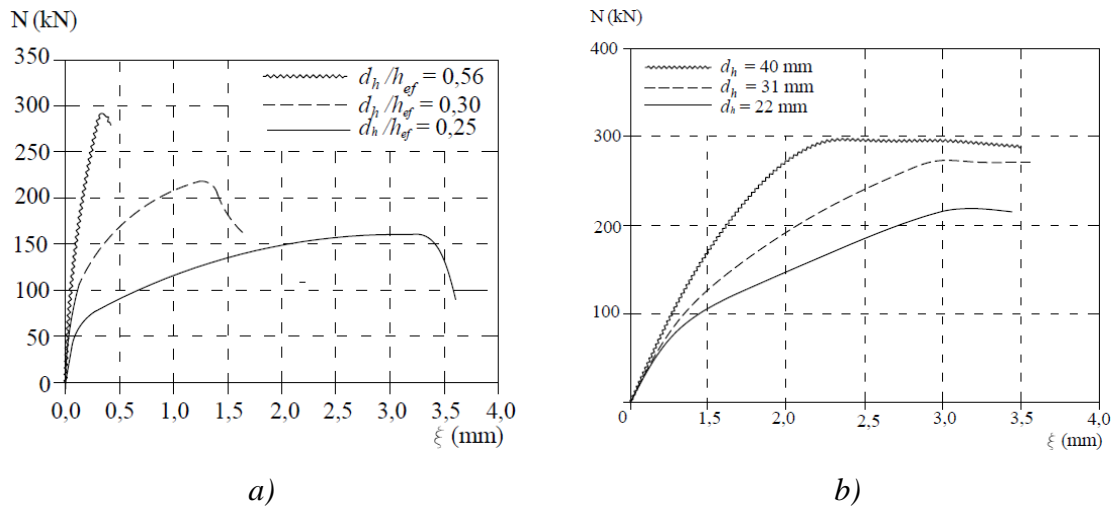 N (kN)
350
300
250
200
150
100
50
0
d_h/h_ef = 0,56
d_h/h_ef = 0,30
d_h/h_ef = 0,25
0,0 0,5 1,0 1,5 2,0 2,5 3,0 3,5 4,0
ξ (mm)
a)
N (kN)
400
300
200
100
d_h = 40 mm
d_h = 31 mm
d_h = 22 mm
0 1,5 2,0 2,5 3,0 3,5 4,0
ξ (mm)
b)